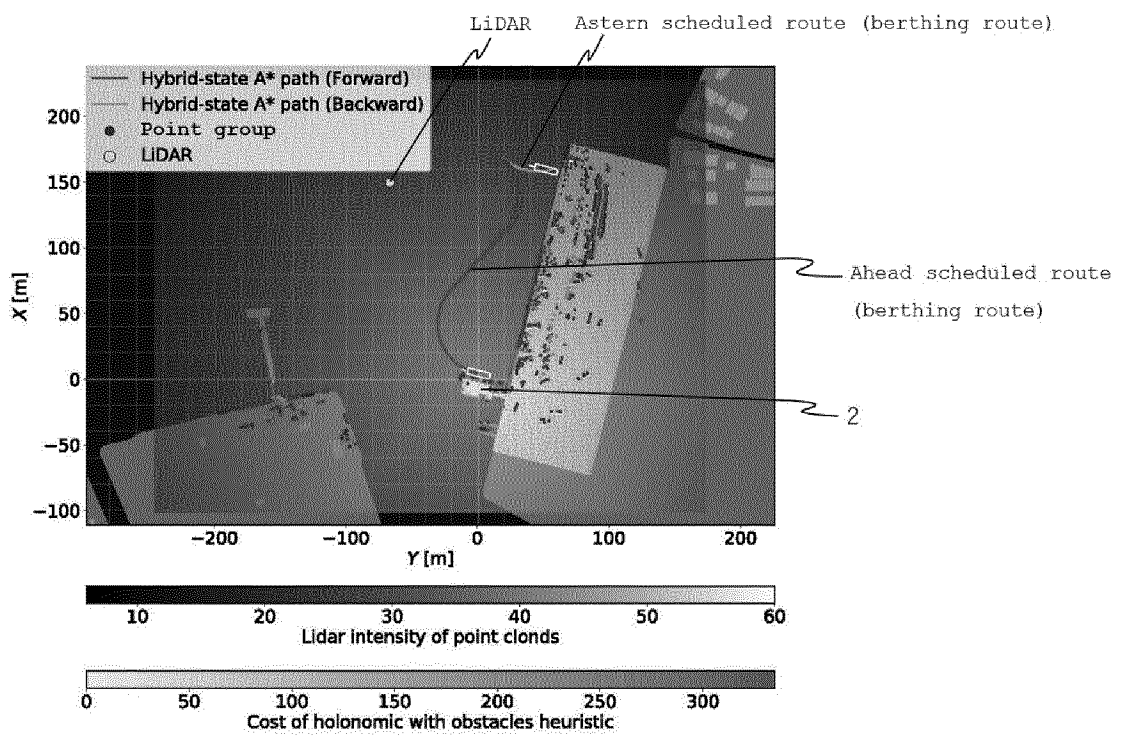 LiDAR
Astern scheduled route (berthing route)
Hybrid-state A* path (Forward)
Hybrid-state A* path (Backward)
Point group
LiDAR
200
150
100
50
0
−50
−100
X [m]
Ahead scheduled route
(berthing route)
2
−200 −100 0 100 200
Y [m]
10 20 30 40 50 60
Lidar intensity of point clonds
0 50 100 150 200 250 300
Cost of holonomic with obstacles heuristic